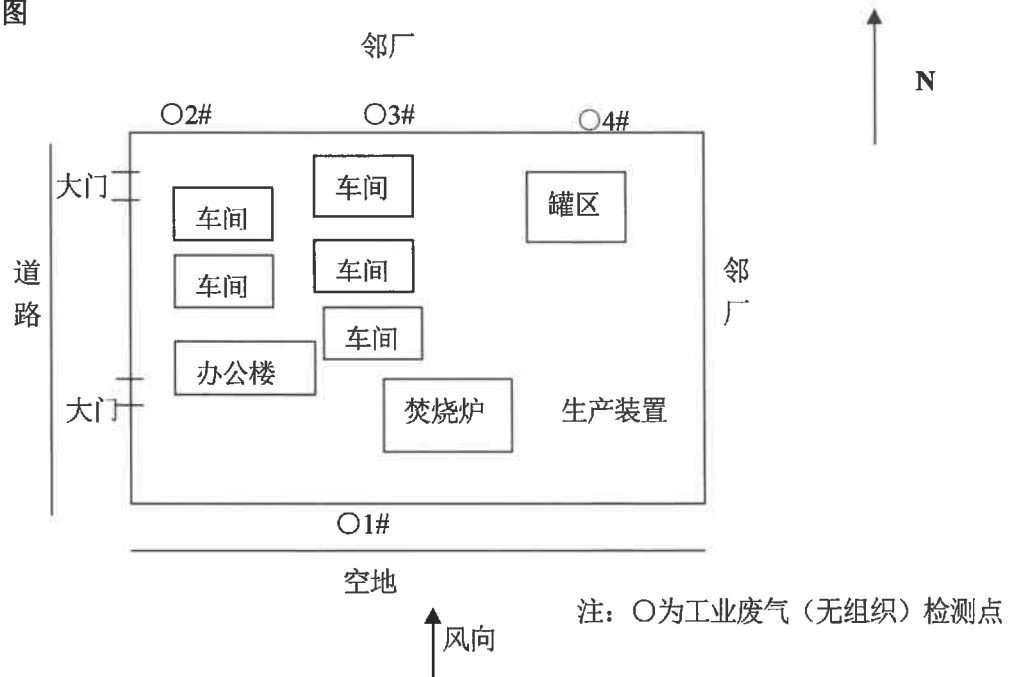 图
邻厂
N
○2#
○3#
○4#
大门
车间
车间
罐区
车间
车间
道路
邻厂
车间
办公楼
大门
焚烧炉
生产装置
○1#
空地
风向
注：○为工业废气（无组织）检测点